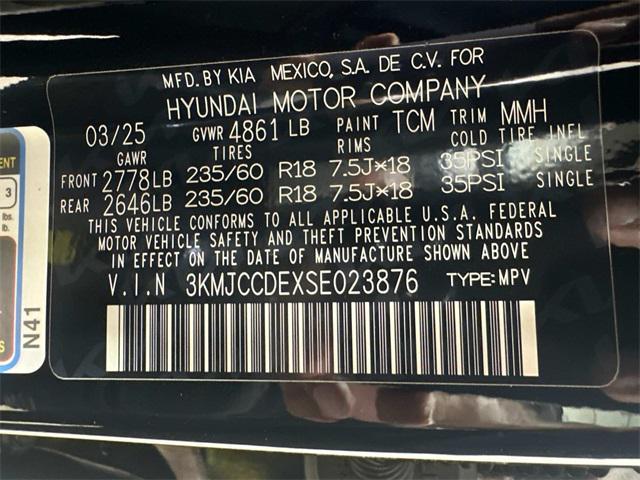 MFD. BY KIA MEXICO, S.A. DE C.V. FOR
HYUNDAI MOTOR COMPANY
03/25 GVWR 4861 LB PAINT TCM TRIM MMH
GAWR TIRES RIMS COLD TIRE INFL
FRONT 2778LB 235/60 R18 7.5J×18 35PSI SINGLE
REAR 2646LB 235/60 R18 7.5J×18 35PSI SINGLE
THIS VEHICLE CONFORMS TO ALL APPLICABLE U.S.A. FEDERAL
MOTOR VEHICLE SAFETY AND THEFT PREVENTION STANDARDS
IN EFFECT ON THE DATE OF MANUFACTURE SHOWN ABOVE
V.I.N 3KMJCCDEXSE023876 TYPE:MPV
N41
3
lbs.
lb.